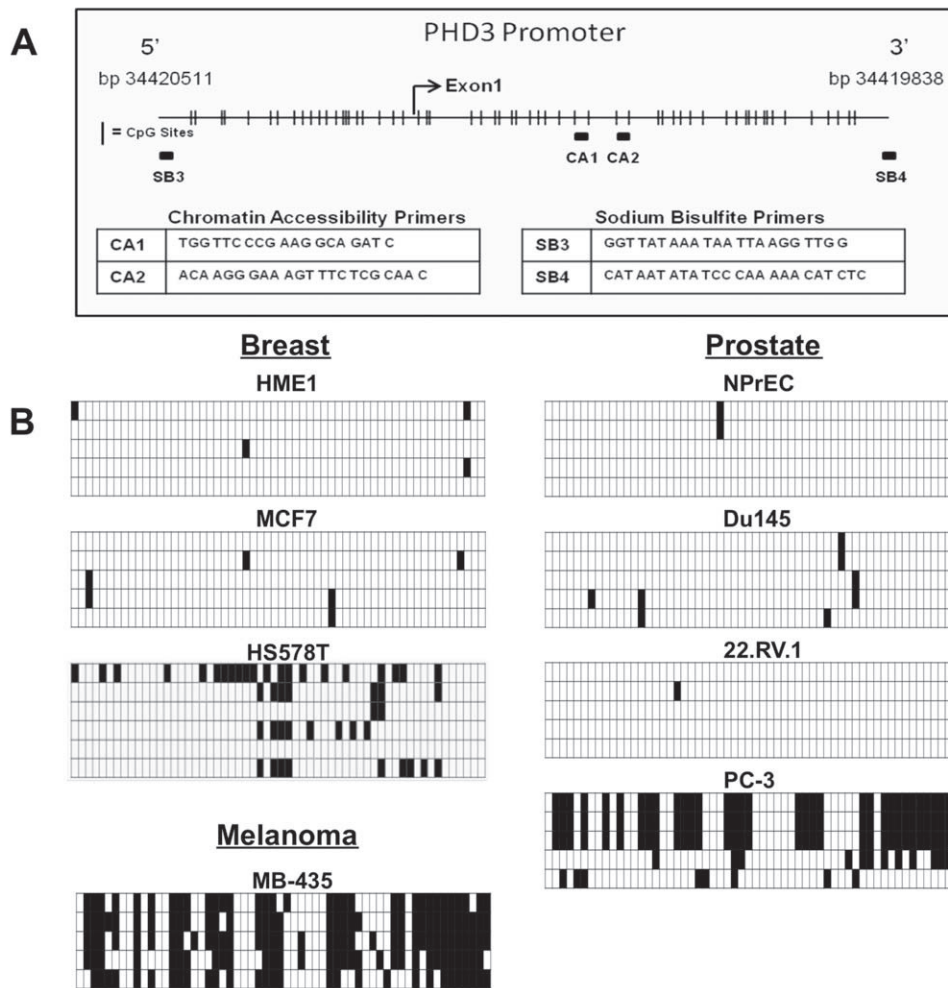 A
PHD3 Promoter
5’ 3’
bp 34420511 bp 34419838
Exon1
= CpG Sites
CA1 CA2
SB3 SB4
Chromatin Accessibility Primers
CA1 TGG TTC CCG AAG GCA GAT C
CA2 ACA AGG GAA AGT TTC TCG CAA C
Sodium Bisulfite Primers
SB3 GGT TAT AAA TAA TTA AGG TTG G
SB4 CAT AAT ATA TCC CAA AAA CAT CTC
B
Breast
HME1
MCF7
HS578T
Melanoma
MB-435
Prostate
NPrEC
Du145
22.RV.1
PC-3